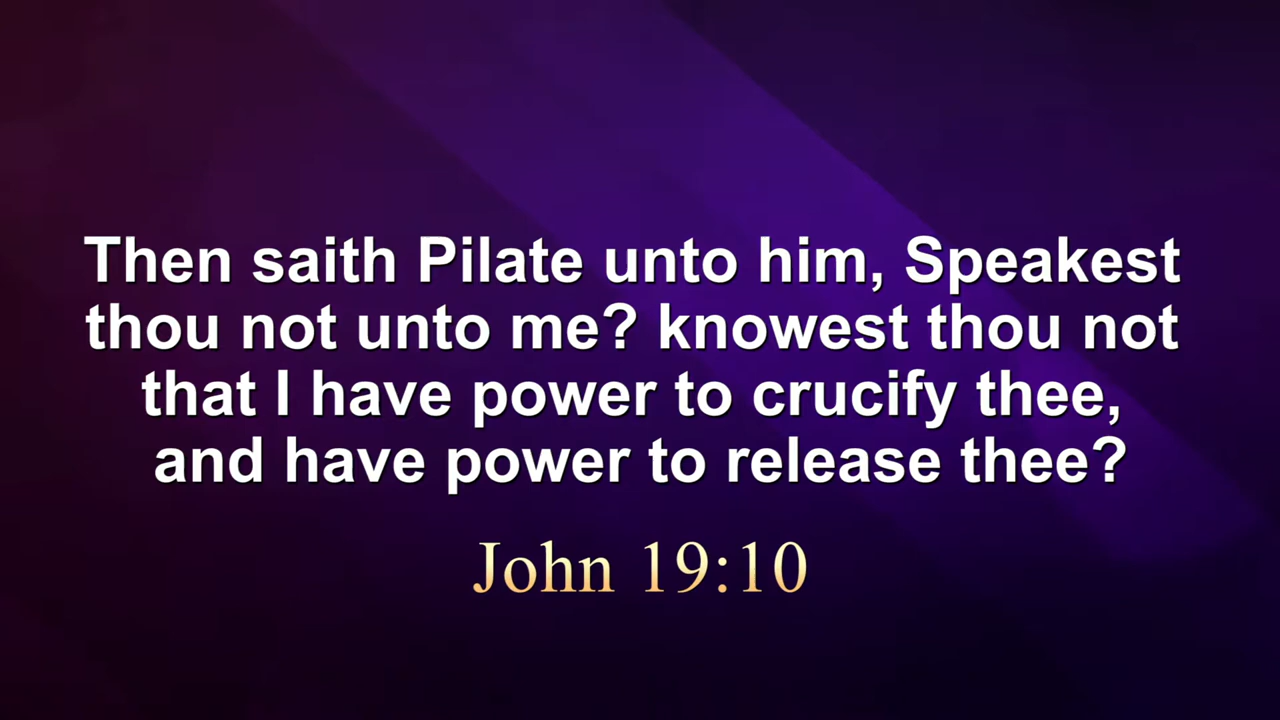 Then saith Pilate unto him, Speakest
thou not unto me? knowest thou not
that I have power to crucify thee,
and have power to release thee?
John 19:10